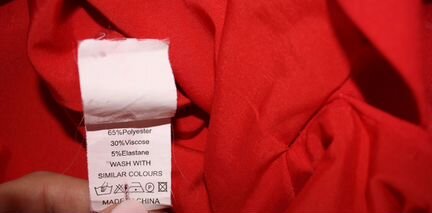 65%Polyester
30%Viscose
5%Elastane
WASH WITH
SIMILAR COLOURS
MADE CHINA